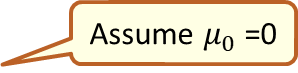 Assume μ₀ =0